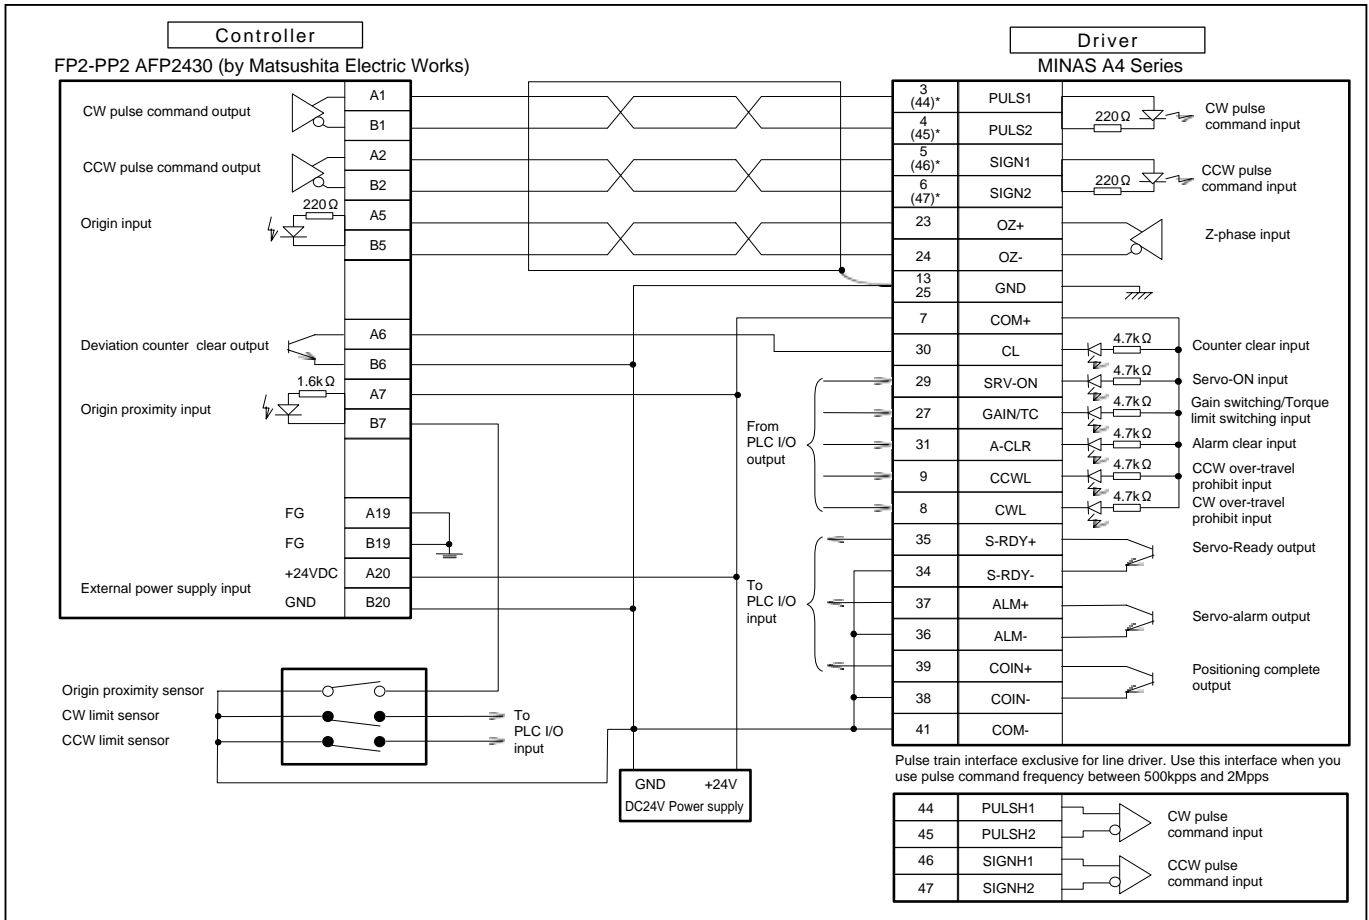 Controller
FP2-PP2 AFP2430 (by Matsushita Electric Works)
CW pulse command output
A1
B1
CCW pulse command output
A2
B2
Origin input
220Ω
A5
B5
Deviation counter clear output
A6
B6
Origin proximity input
1.6kΩ
A7
B7
FG
A19
FG
B19
External power supply input
+24VDC
A20
GND
B20
Origin proximity sensor
CW limit sensor
CCW limit sensor
To
PLC I/O
input
GND
+24V
DC24V Power supply
From
PLC I/O
output
To
PLC I/O
input
Driver
MINAS A4 Series
3
(44)*
PULS1
4
(45)*
PULS2
220Ω
CW pulse
command input
5
(46)*
SIGN1
6
(47)*
SIGN2
220Ω
CCW pulse
command input
23
OZ+
24
OZ-
Z-phase input
13
25
GND
7
COM+
30
CL
4.7kΩ
Counter clear input
29
SRV-ON
4.7kΩ
Servo-ON input
27
GAIN/TC
4.7kΩ
Gain switching/Torque
limit switching input
31
A-CLR
4.7kΩ
Alarm clear input
9
CCWL
4.7kΩ
CCW over-travel
prohibit input
8
CWL
4.7kΩ
CW over-travel
prohibit input
35
S-RDY+
34
S-RDY-
Servo-Ready output
37
ALM+
36
ALM-
Servo-alarm output
39
COIN+
38
COIN-
Positioning complete
output
41
COM-
Pulse train interface exclusive for line driver. Use this interface when you
use pulse command frequency between 500kpps and 2Mpps
44
PULSH1
45
PULSH2
CW pulse
command input
46
SIGNH1
47
SIGNH2
CCW pulse
command input